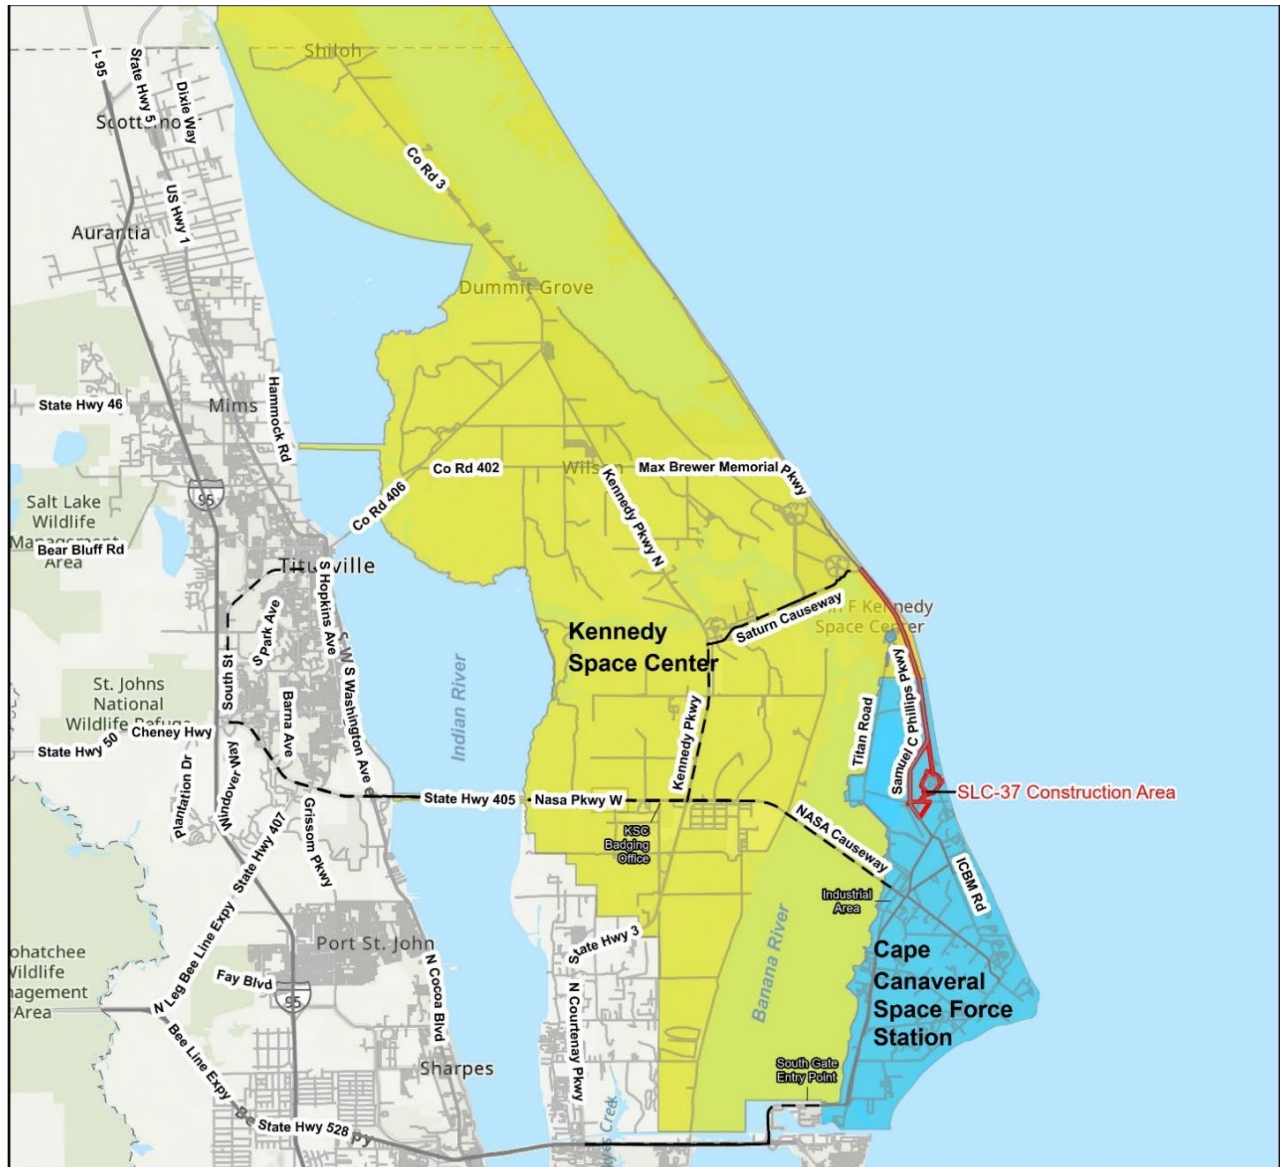 Shiloh
I-95
State Hwy 5
Dixie Way
Co Rd 3
US Hwy 1
Aurantia
Dummit Grove
Hammock Rd
State Hwy 46
Mims
Co Rd 402
Max Brewer Memorial Pkwy
95
Co Rd 406
Kennedy Pkwy N
Salt Lake
Wildlife
Area
Bear Bluff Rd
S Hopkins Ave
Saturn Causeway
Space Center
Kennedy
Space Center
S Park Ave
South St
S Washington Ave
Indian River
St. Johns
National
Wildlife Refuge
Barna Ave
Kennedy Pkwy
Titan Road
Samuel C Phillips Pkwy
Cheney Hwy
State Hwy 50
Plantation Dr
Windover Way
State Hwy 405
Nasa Pkwy W
SLC-37 Construction Area
State Hwy 407
Grissom Pkwy
KSC
Badging
Office
NASA Causeway
ICBM Rd
Industrial
Area
Port St. John
State Hwy 3
Banana River
Cape
Canaveral
Space Force
Station
Area
N Leg Bee Line Expy
Fay Blvd
95
N Cocoa Blvd
N Courtenay Pkwy
Bee Line Expy
Sharpes
South Gate
Entry Point
State Hwy 528
Creek